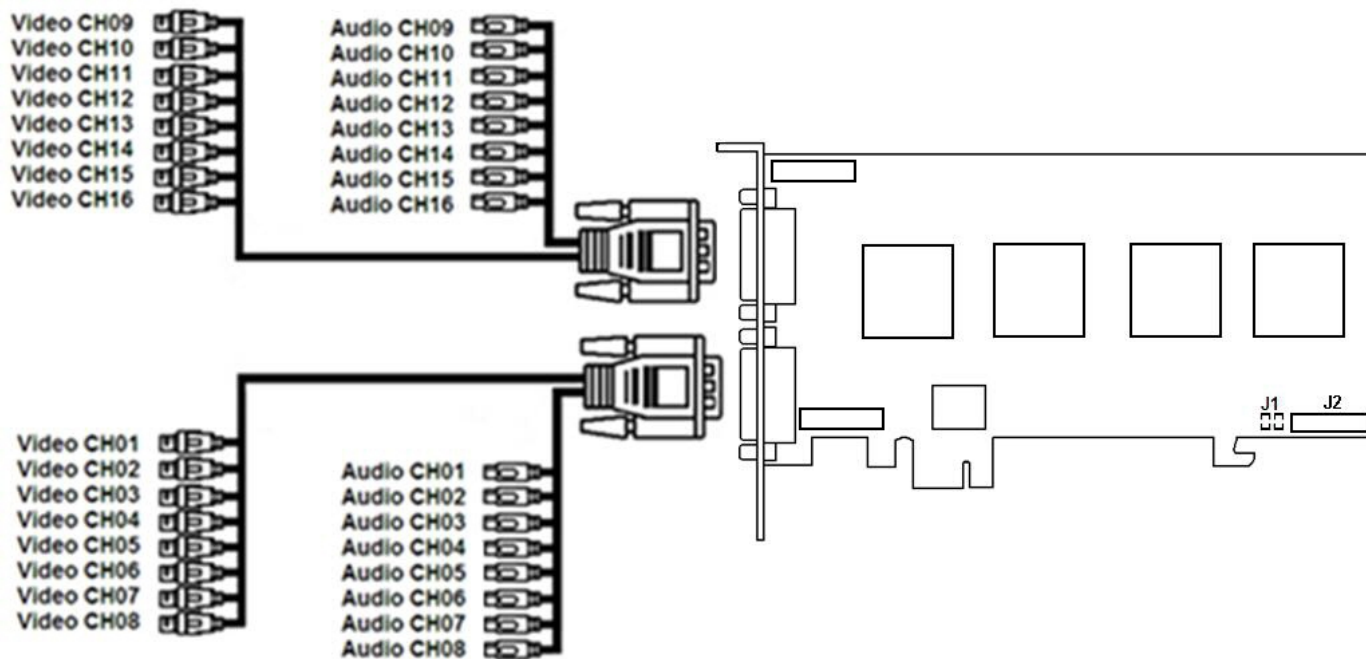 Video CH09
Video CH10
Video CH11
Video CH12
Video CH13
Video CH14
Video CH15
Video CH16
Audio CH09
Audio CH10
Audio CH11
Audio CH12
Audio CH13
Audio CH14
Audio CH15
Audio CH16
J1
J2
Video CH01
Video CH02
Video CH03
Video CH04
Video CH05
Video CH06
Video CH07
Video CH08
Audio CH01
Audio CH02
Audio CH03
Audio CH04
Audio CH05
Audio CH06
Audio CH07
Audio CH08